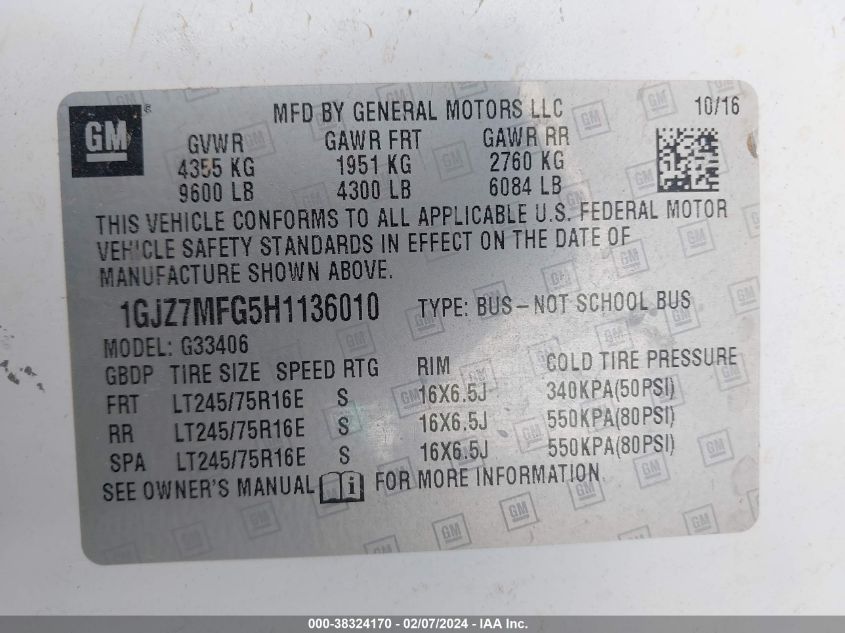 GM ® MFD BY GENERAL MOTORS LLC 10/16
GVWR GAWR FRT GAWR RR
4355 KG 1951 KG 2760 KG
9600 LB 4300 LB 6084 LB
THIS VEHICLE CONFORMS TO ALL APPLICABLE U.S. FEDERAL MOTOR
VEHICLE SAFETY STANDARDS IN EFFECT ON THE DATE OF
MANUFACTURE SHOWN ABOVE.
1GJZ7MFG5H1136010 TYPE: BUS – NOT SCHOOL BUS
MODEL: G33406
GBDP TIRE SIZE SPEED RTG RIM COLD TIRE PRESSURE
FRT LT245/75R16E S 16X6.5J 340KPA(50PSI)
RR LT245/75R16E S 16X6.5J 550KPA(80PSI)
SPA LT245/75R16E S 16X6.5J 550KPA(80PSI)
SEE OWNER'S MANUAL i FOR MORE INFORMATION.
000-38324170 - 02/07/2024 - IAA Inc.